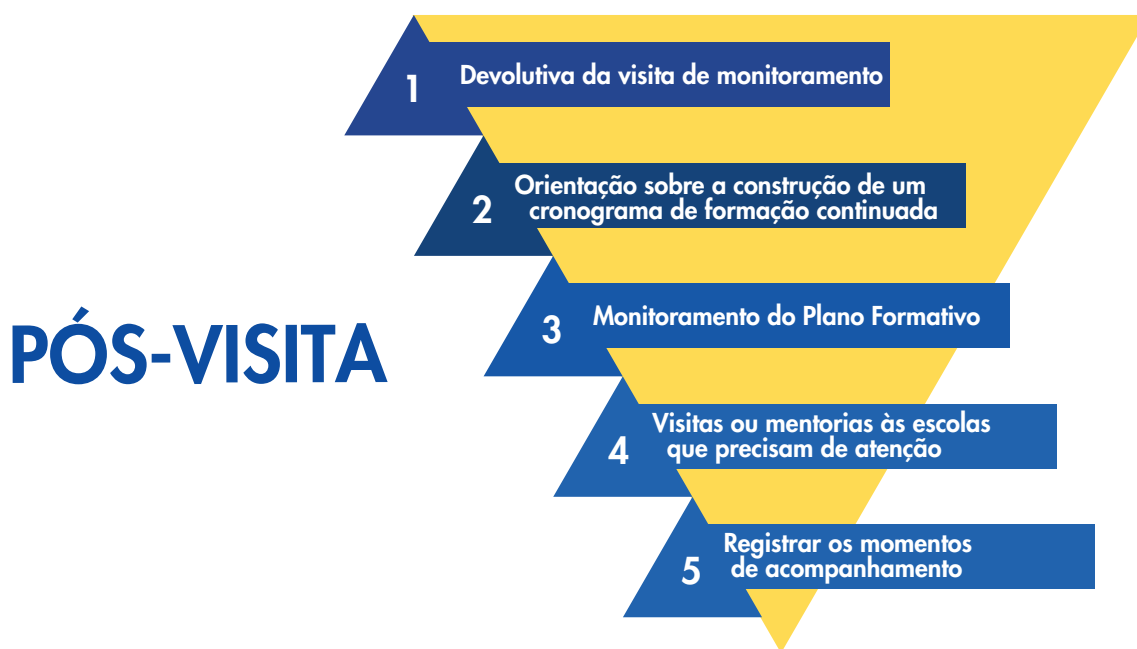 PÓS-VISITA
1
Devolutiva da visita de monitoramento
2
Orientação sobre a construção de um
cronograma de formação continuada
3
Monitoramento do Plano Formativo
4
Visitas ou mentorias às escolas
que precisam de atenção
5
Registrar os momentos
de acompanhamento